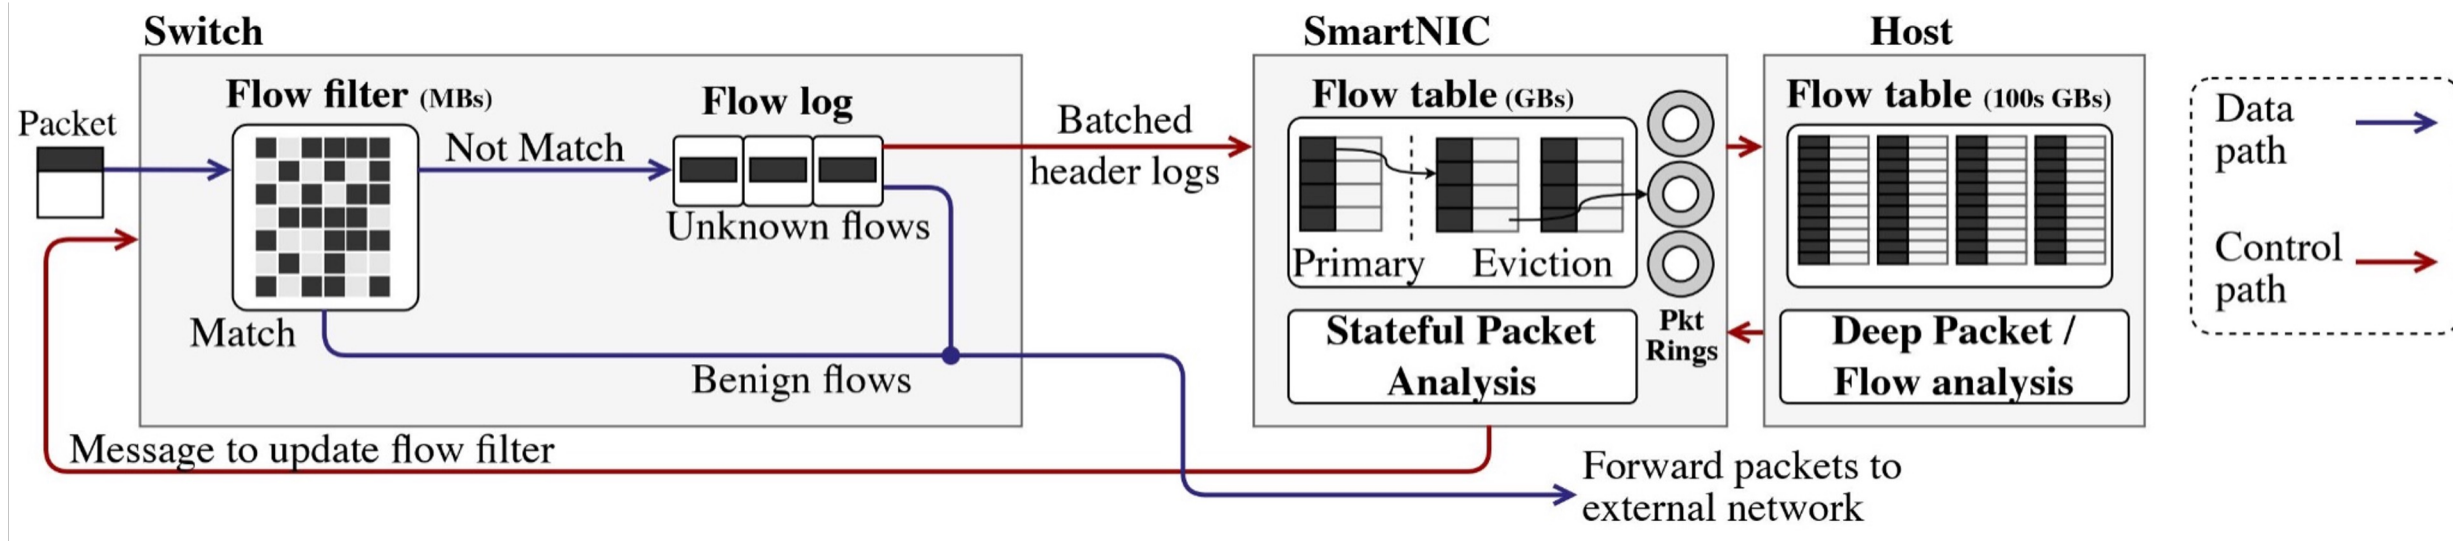 Switch
SmartNIC
Host
Flow filter (MBs)
Flow log
Flow table (GBs)
Flow table (100s GBs)
Packet
Not Match
Batched
header logs
Data
path
Unknown flows
Primary
Eviction
Control
path
Match
Benign flows
Stateful Packet
Analysis
Pkt
Rings
Deep Packet /
Flow analysis
Message to update flow filter
Forward packets to
external network